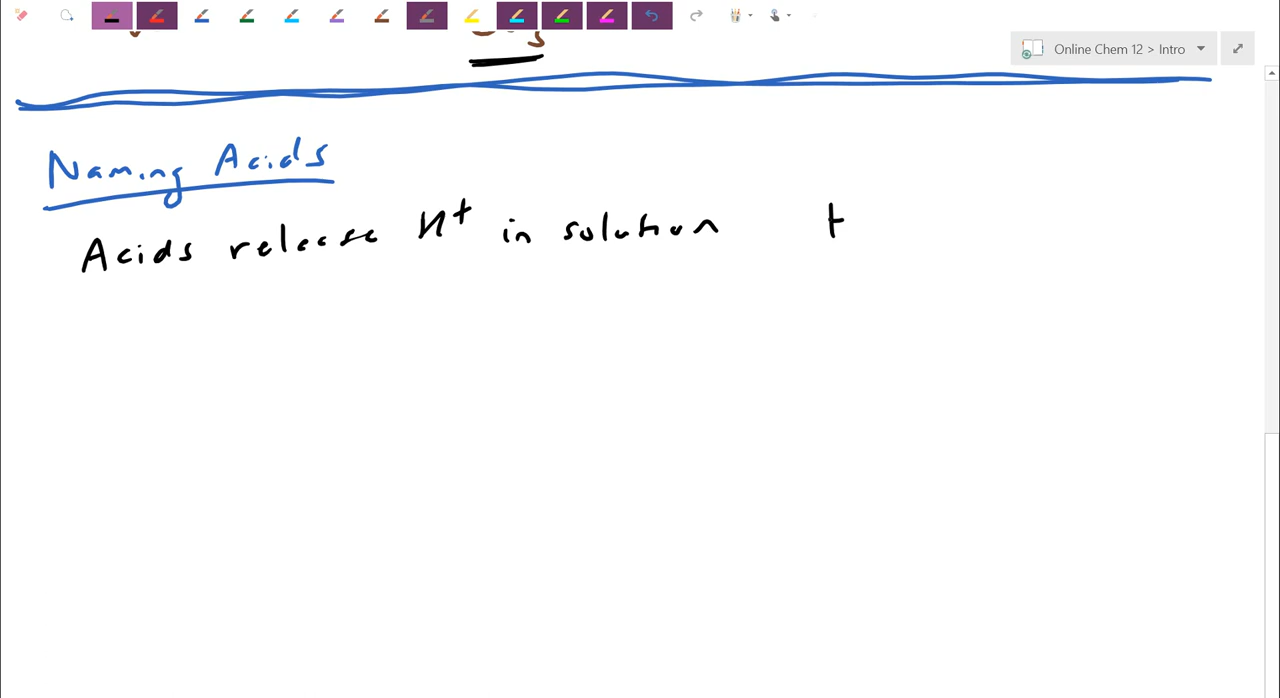 Online Chem 12 > Intro
Naming Acids
Acids release H⁺ in solution